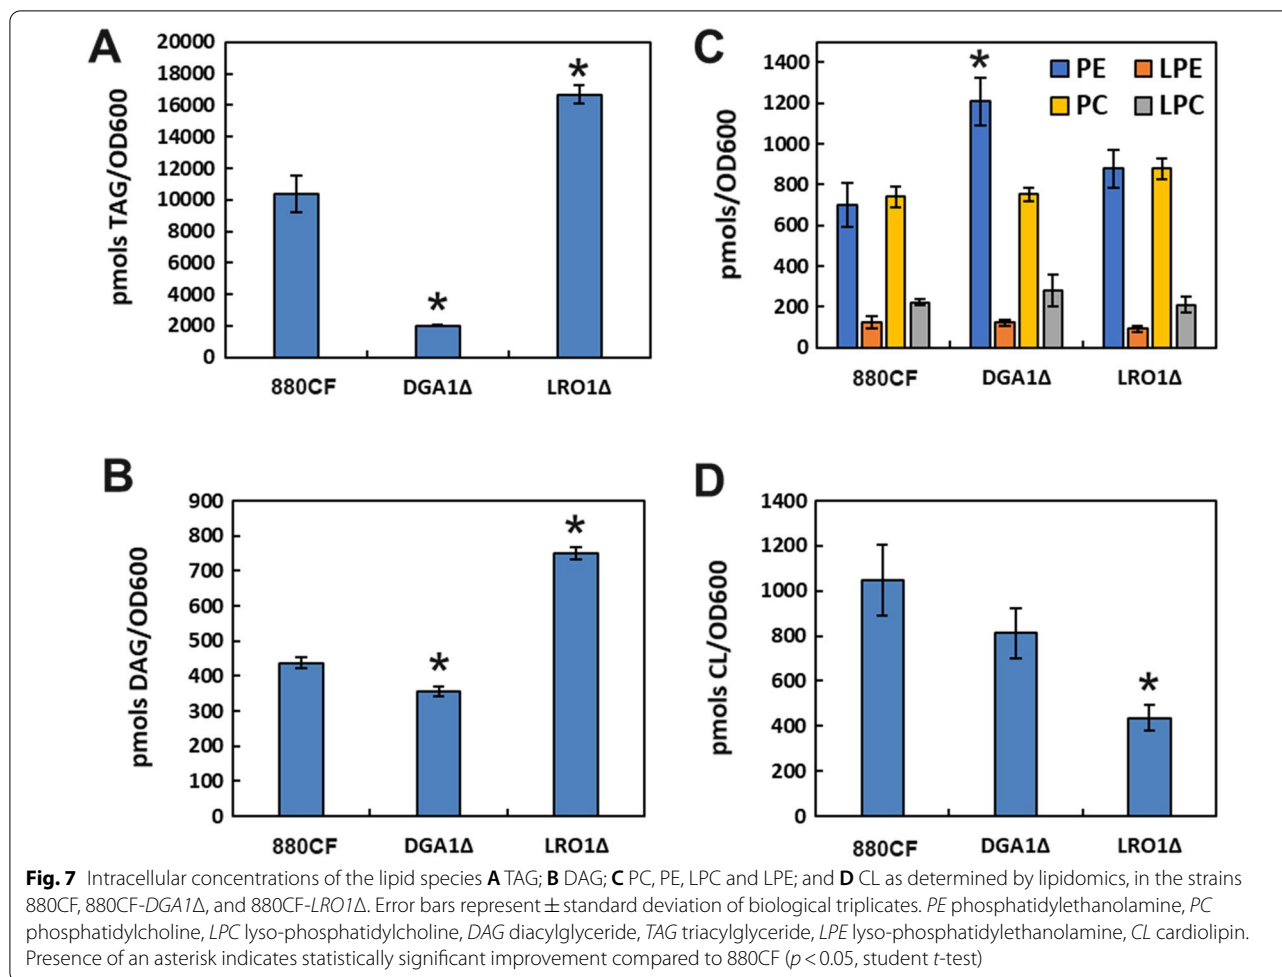 A
pmols TAG/OD600
20000
18000
16000
14000
12000
10000
8000
6000
4000
2000
0
*
*
880CF DGA1Δ LRO1Δ
C
pmols/OD600
1400
1200
1000
800
600
400
200
0
*
PE LPE
PC LPC
880CF DGA1Δ LRO1Δ
B
pmols DAG/OD600
900
800
700
600
500
400
300
200
100
0
*
*
880CF DGA1Δ LRO1Δ
D
pmols CL/OD600
1400
1200
1000
800
600
400
200
0
*
880CF DGA1Δ LRO1Δ
Fig. 7 Intracellular concentrations of the lipid species A TAG; B DAG; C PC, PE, LPC and LPE; and D CL as determined by lipidomics, in the strains
880CF, 880CF-DGA1Δ, and 880CF-LRO1Δ. Error bars represent ± standard deviation of biological triplicates. PE phosphatidylethanolamine, PC
phosphatidylcholine, LPC lyso-phosphatidylcholine, DAG diacylglyceride, TAG triacylglyceride, LPE lyso-phosphatidylethanolamine, CL cardiolipin.
Presence of an asterisk indicates statistically significant improvement compared to 880CF (p < 0.05, student t-test)